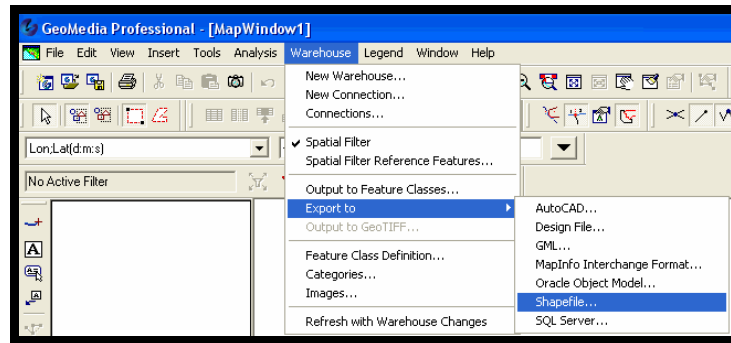 GeoMedia Professional - [MapWindow1]
File Edit View Insert Tools Analysis Warehouse Legend Window Help
New Warehouse...
New Connection...
Connections...
Lon;Lat(d:m:s)
Spatial Filter
Spatial Filter Reference Features...
No Active Filter
Output to Feature Classes...
Export to
Output to GeoTIFF...
Feature Class Definition...
Categories...
Images...
Refresh with Warehouse Changes
AutoCAD...
Design File...
GML...
MapInfo Interchange Format...
Oracle Object Model...
Shapefile...
SQL Server...